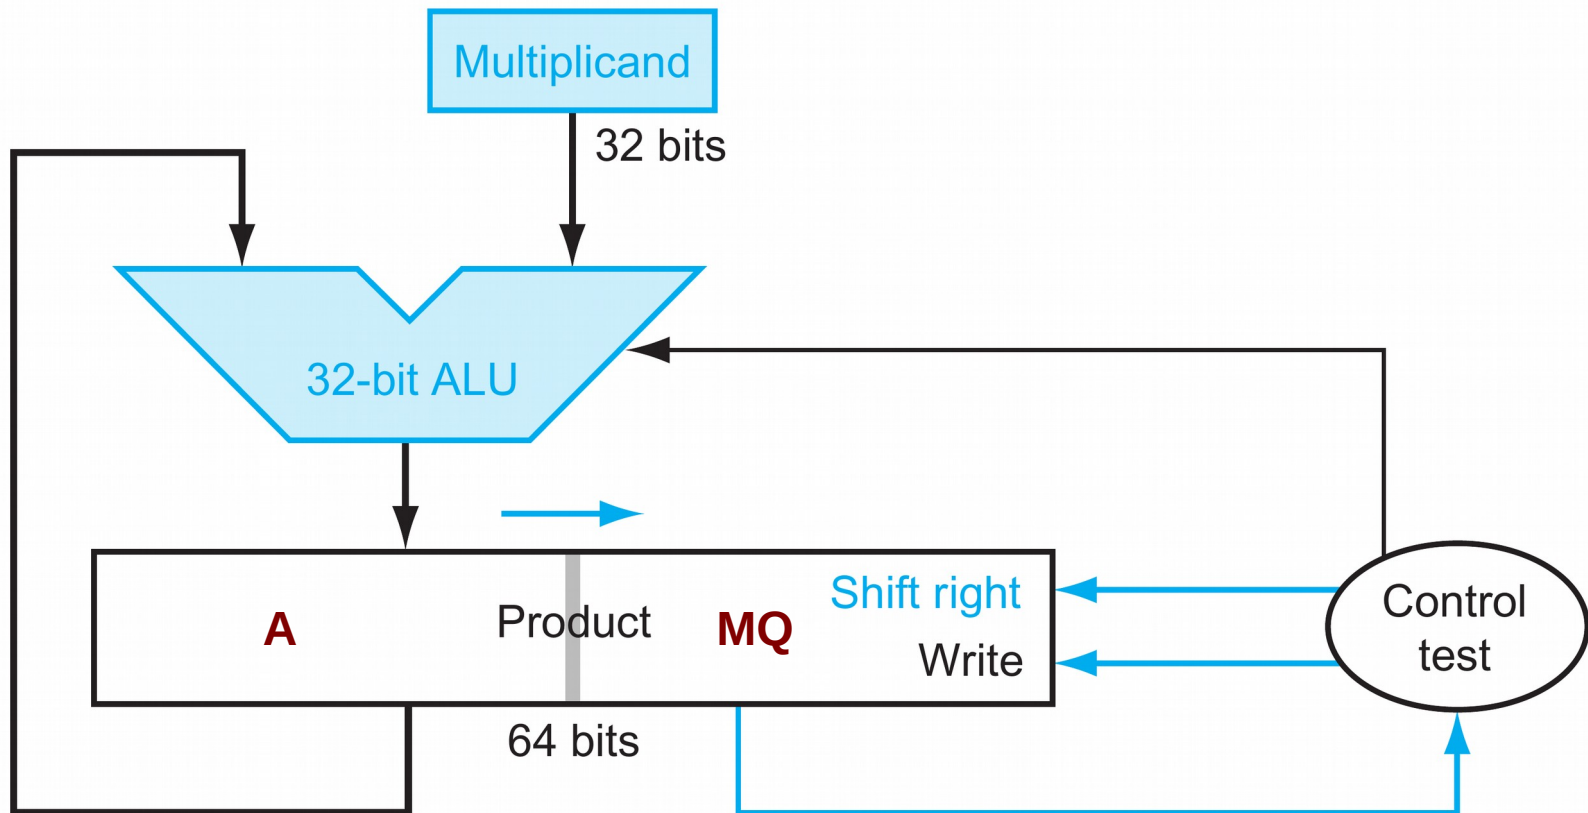 Multiplicand
32 bits
32-bit ALU
A
Product
MQ
Shift right
Write
64 bits
Control
test